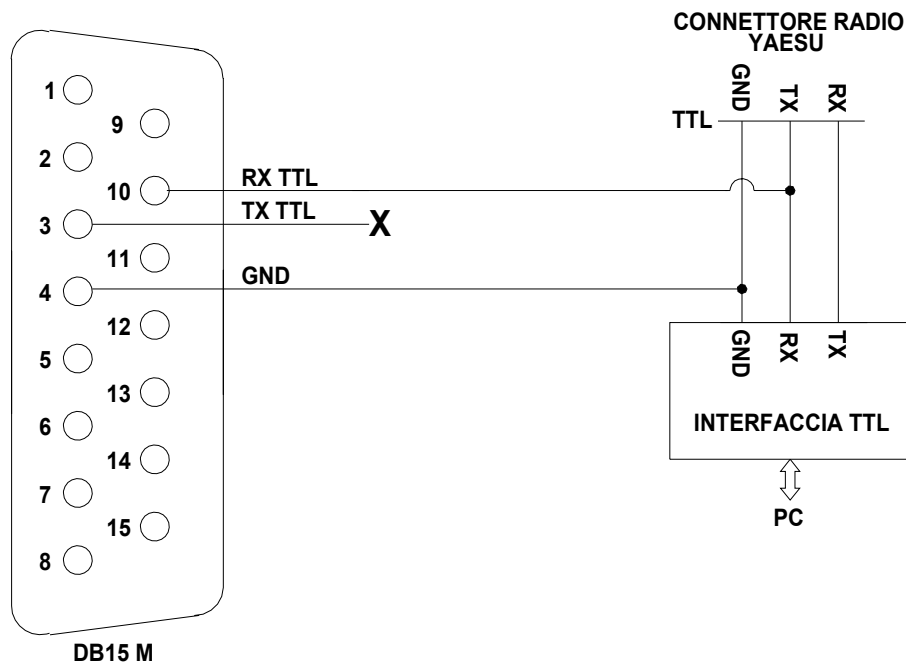 CONNETTORE RADIO
YAESU
GND
TX
RX
TTL
1
9
2
10
RX TTL
3
TX TTL
X
11
4
GND
12
5
13
6
14
7
15
8
GND
RX
TX
INTERFACCIA TTL
PC
DB15 M